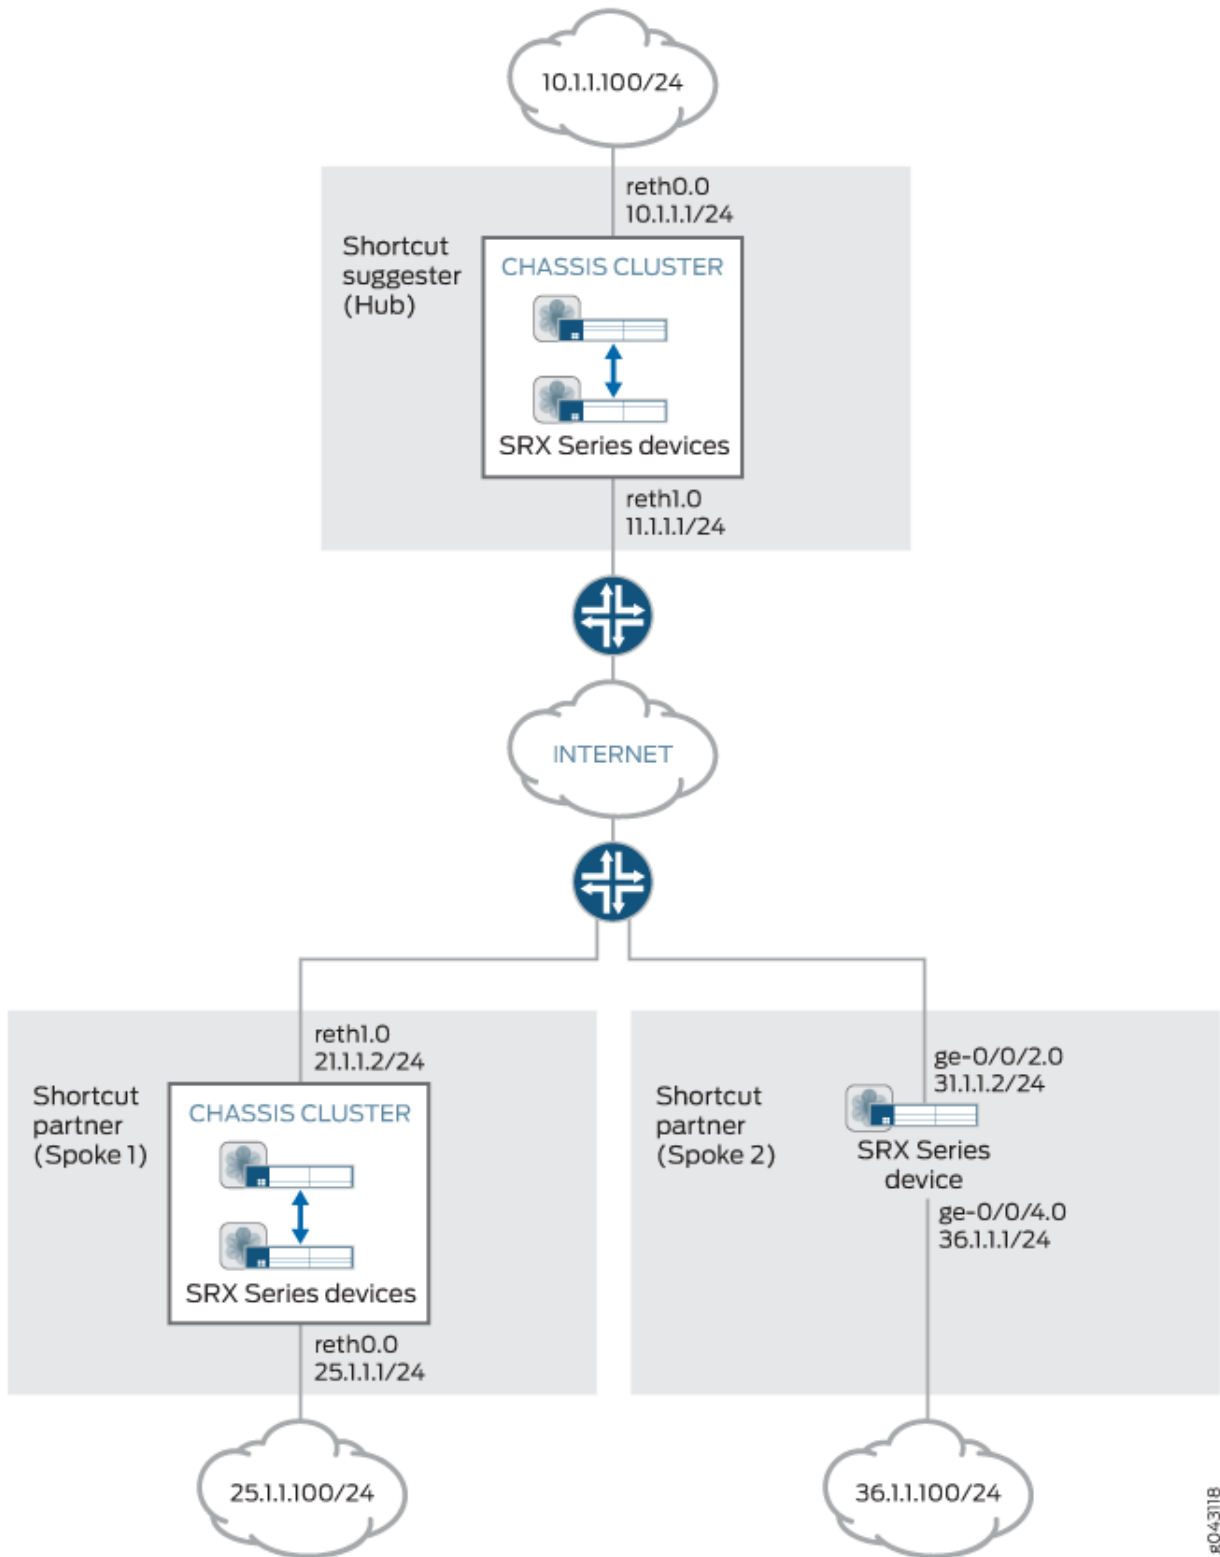 10.1.1.100/24
reth0.0
10.1.1.1/24
Shortcut
suggester
(Hub)
CHASSIS CLUSTER
SRX Series devices
reth1.0
11.1.1.1/24
INTERNET
reth1.0
21.1.1.2/24
Shortcut
partner
(Spoke 1)
CHASSIS CLUSTER
SRX Series devices
reth0.0
25.1.1.1/24
25.1.1.100/24
ge-0/0/2.0
31.1.1.2/24
Shortcut
partner
(Spoke 2)
SRX Series
device
ge-0/0/4.0
36.1.1.1/24
36.1.1.100/24
g043118